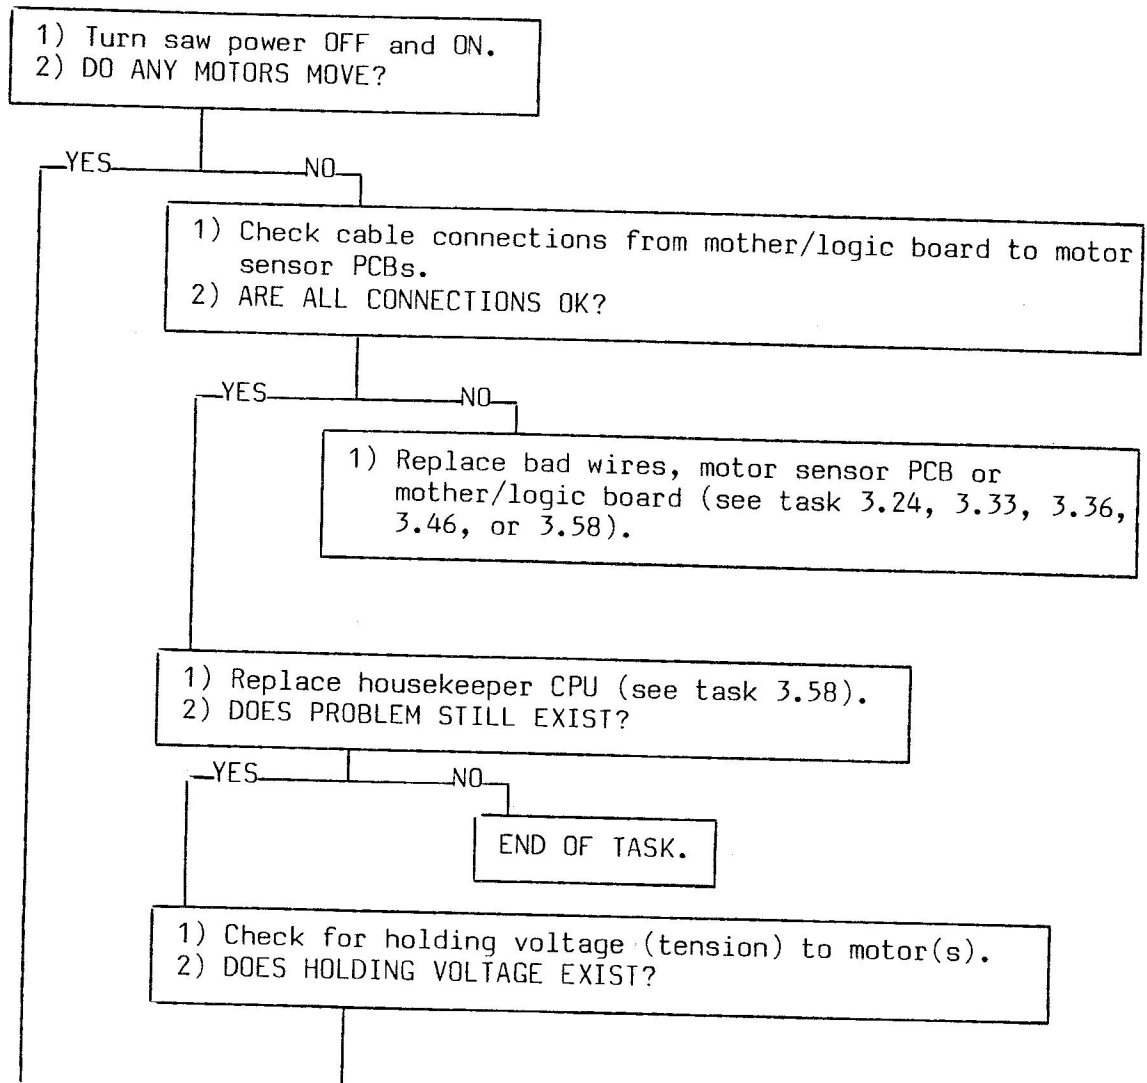 1) Turn saw power OFF and ON.
2) DO ANY MOTORS MOVE?
YES
NO
1) Check cable connections from mother/logic board to motor
sensor PCBs.
2) ARE ALL CONNECTIONS OK?
YES
NO
1) Replace bad wires, motor sensor PCB or
mother/logic board (see task 3.24, 3.33, 3.36,
3.46, or 3.58).
1) Replace housekeeper CPU (see task 3.58).
2) DOES PROBLEM STILL EXIST?
YES
NO
END OF TASK.
1) Check for holding voltage (tension) to motor(s).
2) DOES HOLDING VOLTAGE EXIST?